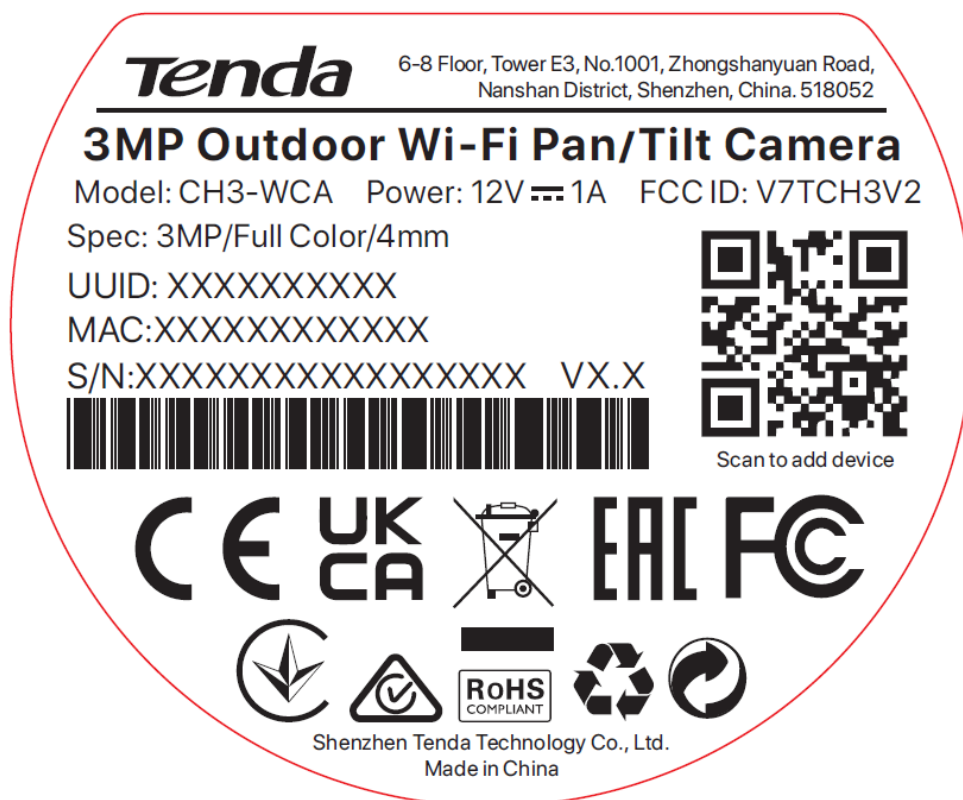 Tenda
6-8 Floor, Tower E3, No.1001, Zhongshanyuan Road,
Nanshan District, Shenzhen, China. 518052
3MP Outdoor Wi-Fi Pan/Tilt Camera
Model: CH3-WCA Power: 12V ⎓ 1A FCC ID: V7TCH3V2
Spec: 3MP/Full Color/4mm
UUID: XXXXXXXXXX
MAC:XXXXXXXXXXXX
S/N:XXXXXXXXXXXXXXXXX VX.X
Scan to add device
CE UK CA EAC FC
RoHS
COMPLIANT
Shenzhen Tenda Technology Co., Ltd.
Made in China